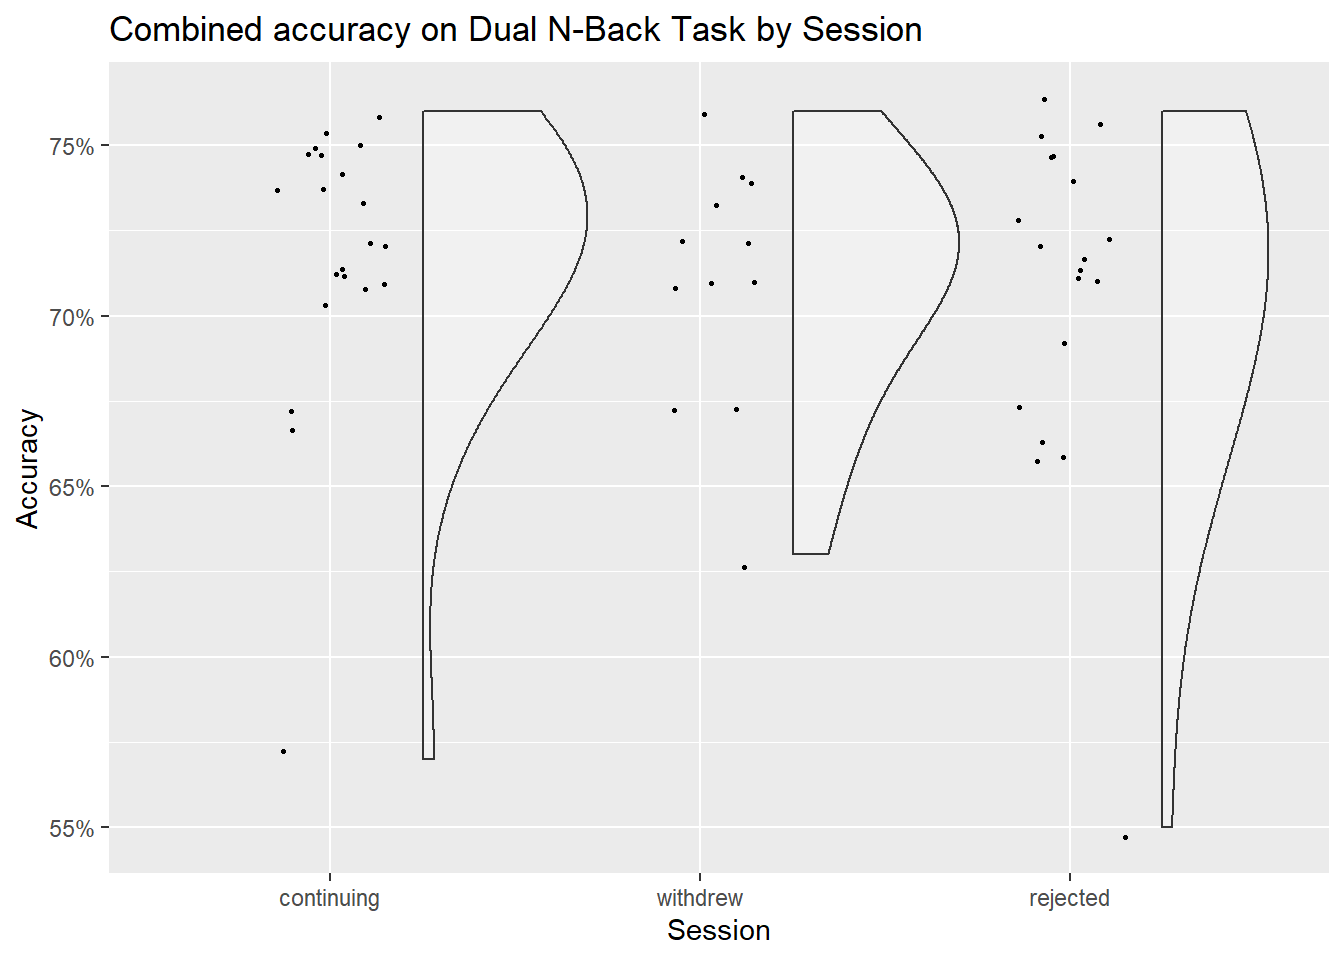 Combined accuracy on Dual N-Back Task by Session
75%
70%
65%
60%
55%
Accuracy
continuing
withdrew
rejected
Session